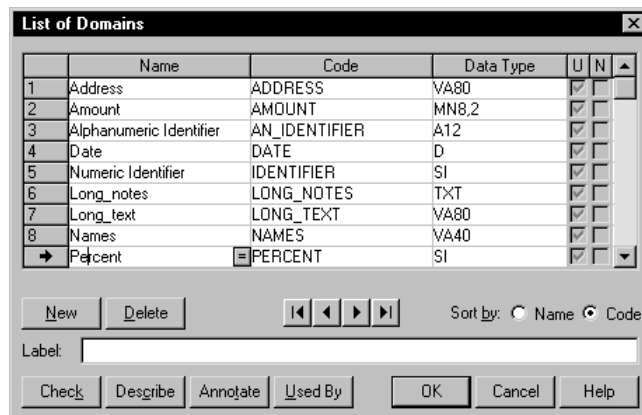 List of Domains
Name Code Data Type U N
1 Address ADDRESS VA80
2 Amount AMOUNT MN8,2
3 Alphanumeric Identifier AN_IDENTIFIER A12
4 Date DATE D
5 Numeric Identifier IDENTIFIER SI
6 Long_notes LONG_NOTES TXT
7 Long_text LONG_TEXT VA80
8 Names NAMES VA40
Percent = PERCENT SI
New Delete Sort by: Name Code
Label:
Check Describe Annotate Used By OK Cancel Help